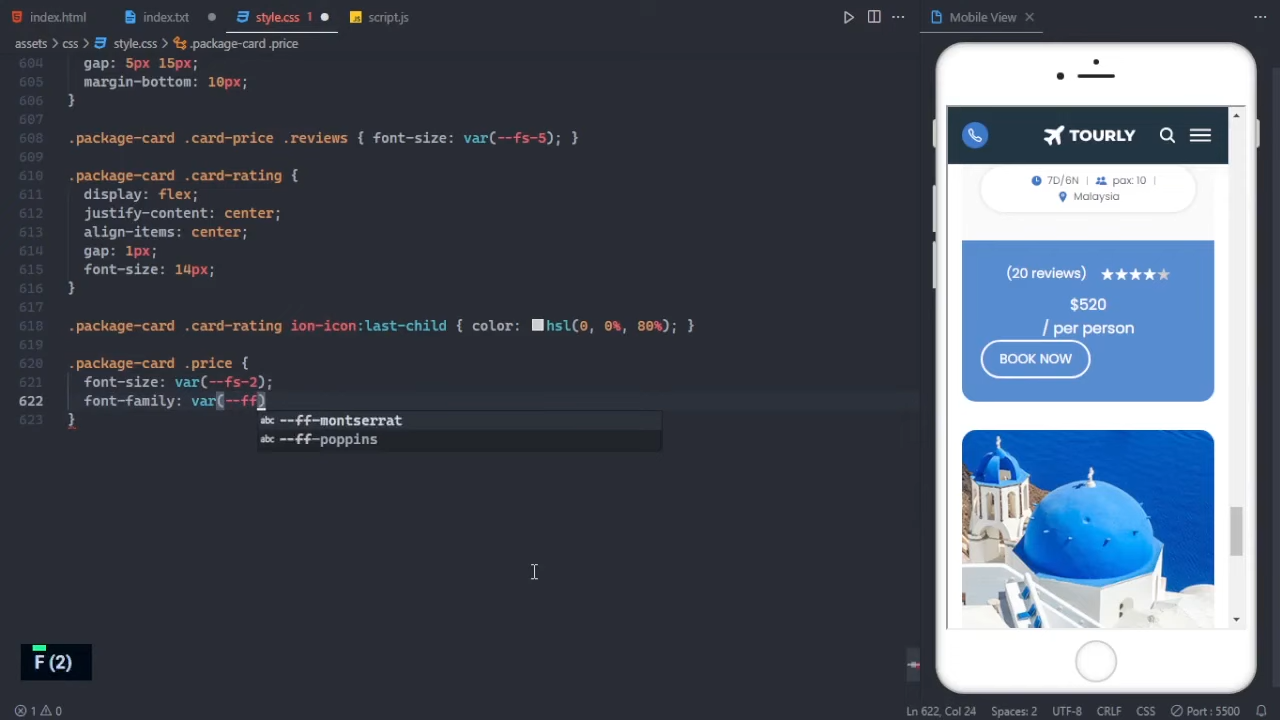 index.html
index.txt
style.css 1
script.js
Mobile View
assets > css > style.css > .package-card .price
604 gap: 5px 15px;
605 margin-bottom: 10px;
606 }
607
608 .package-card .card-price .reviews { font-size: var(--fs-5); }
609
610 .package-card .card-rating {
611 display: flex;
612 justify-content: center;
613 align-items: center;
614 gap: 1px;
615 font-size: 14px;
616 }
617
618 .package-card .card-rating ion-icon:last-child { color: hsl(0, 0%, 80%); }
619
620 .package-card .price {
621 font-size: var(--fs-2);
622 font-family: var(--ff)
623 }
abc --ff-montserrat
abc --ff-poppins
TOURLY
7D/6N | pax: 10 |
Malaysia
(20 reviews)
$520
/ per person
BOOK NOW
F (2)
1 0
Ln 622, Col 24 Spaces: 2 UTF-8 CRLF CSS Port : 5500